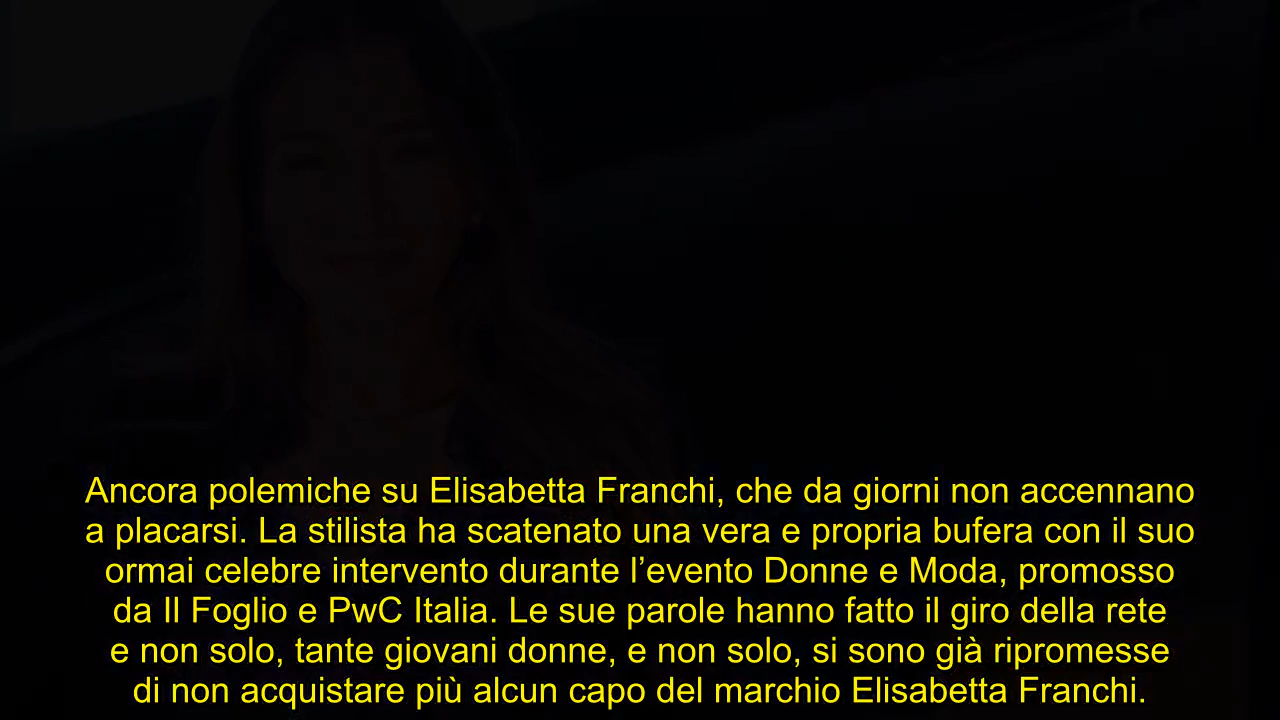 Ancora polemiche su Elisabetta Franchi, che da giorni non accennano
a placarsi. La stilista ha scatenato una vera e propria bufera con il suo
ormai celebre intervento durante l’evento Donne e Moda, promosso
da Il Foglio e PwC Italia. Le sue parole hanno fatto il giro della rete
e non solo, tante giovani donne, e non solo, si sono già ripromesse
di non acquistare più alcun capo del marchio Elisabetta Franchi.